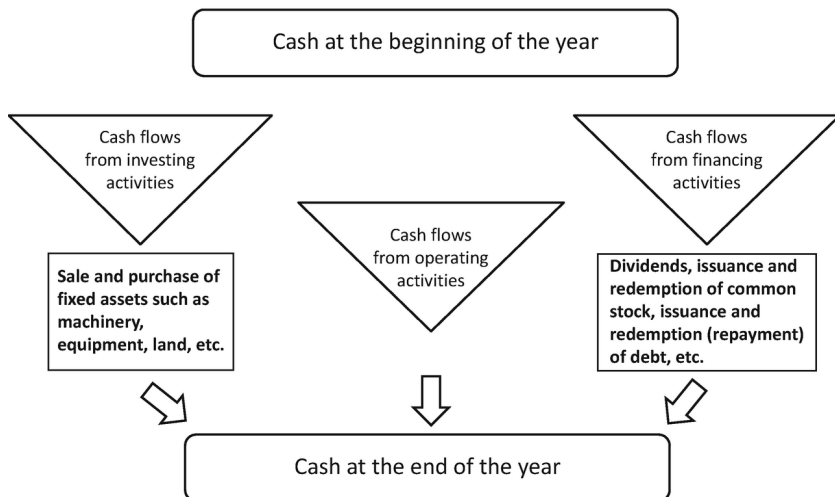 Cash at the beginning of the year
Cash flows
from investing
activities
Cash flows
from financing
activities
Cash flows
from operating
activities
Sale and purchase of
fixed assets such as
machinery,
equipment, land, etc.
Dividends, issuance and
redemption of common
stock, issuance and
redemption (repayment)
of debt, etc.
Cash at the end of the year